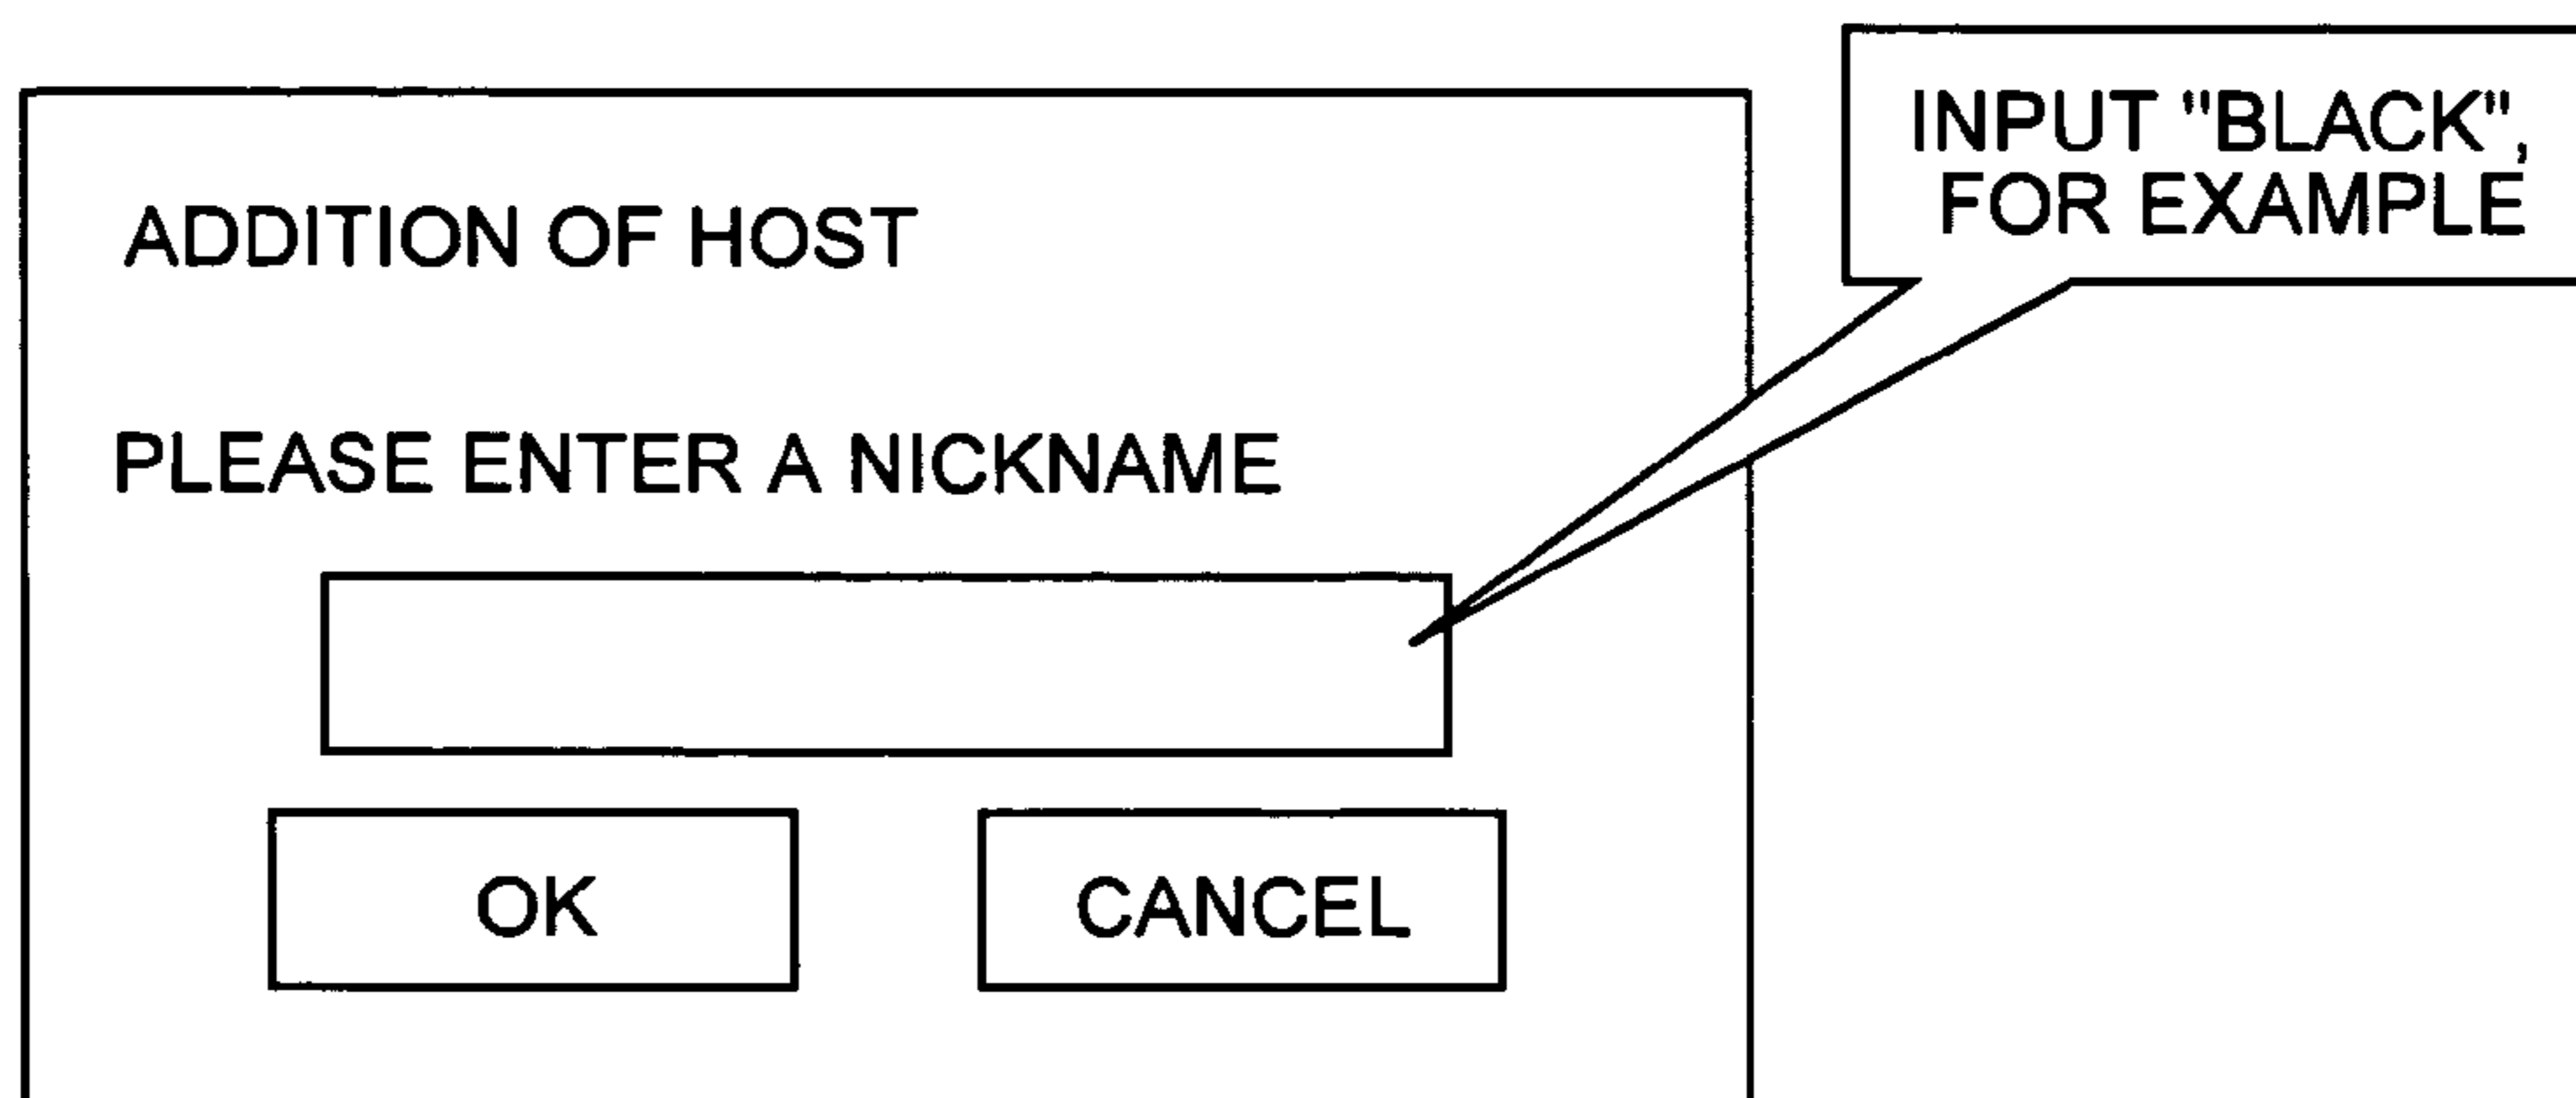 ADDITION OF HOST
PLEASE ENTER A NICKNAME
OK
CANCEL
INPUT "BLACK",
FOR EXAMPLE